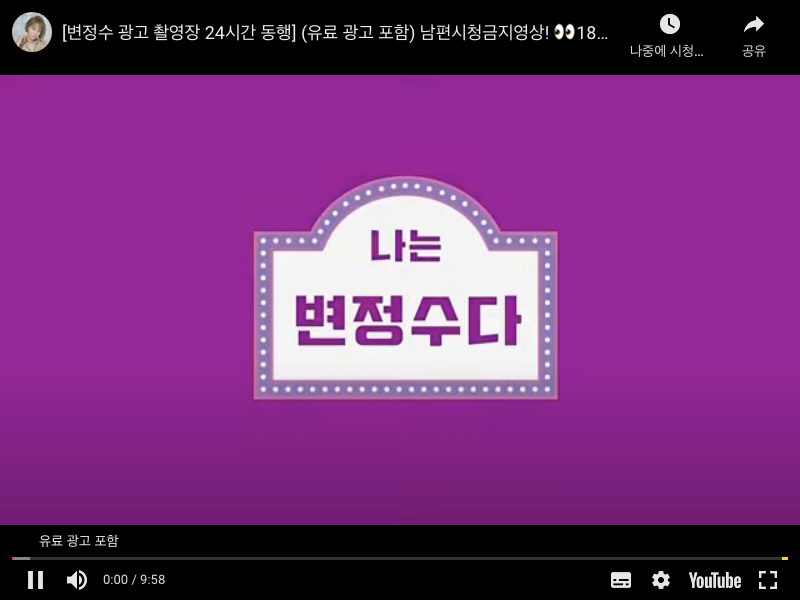 [변정수 광고 촬영장 24시간 동행] (유료 광고 포함) 남편시청금지영상! 👀18...
나중에 시청...
공유
나는
변정수다
유료 광고 포함
0:00 / 9:58
YouTube